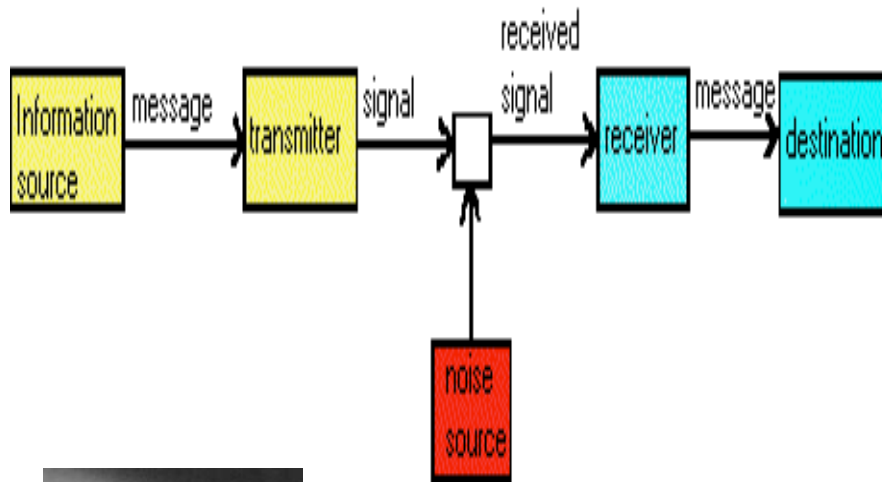 Information
source
message
transmitter
signal
received
signal
receiver
message
destination
noise
source